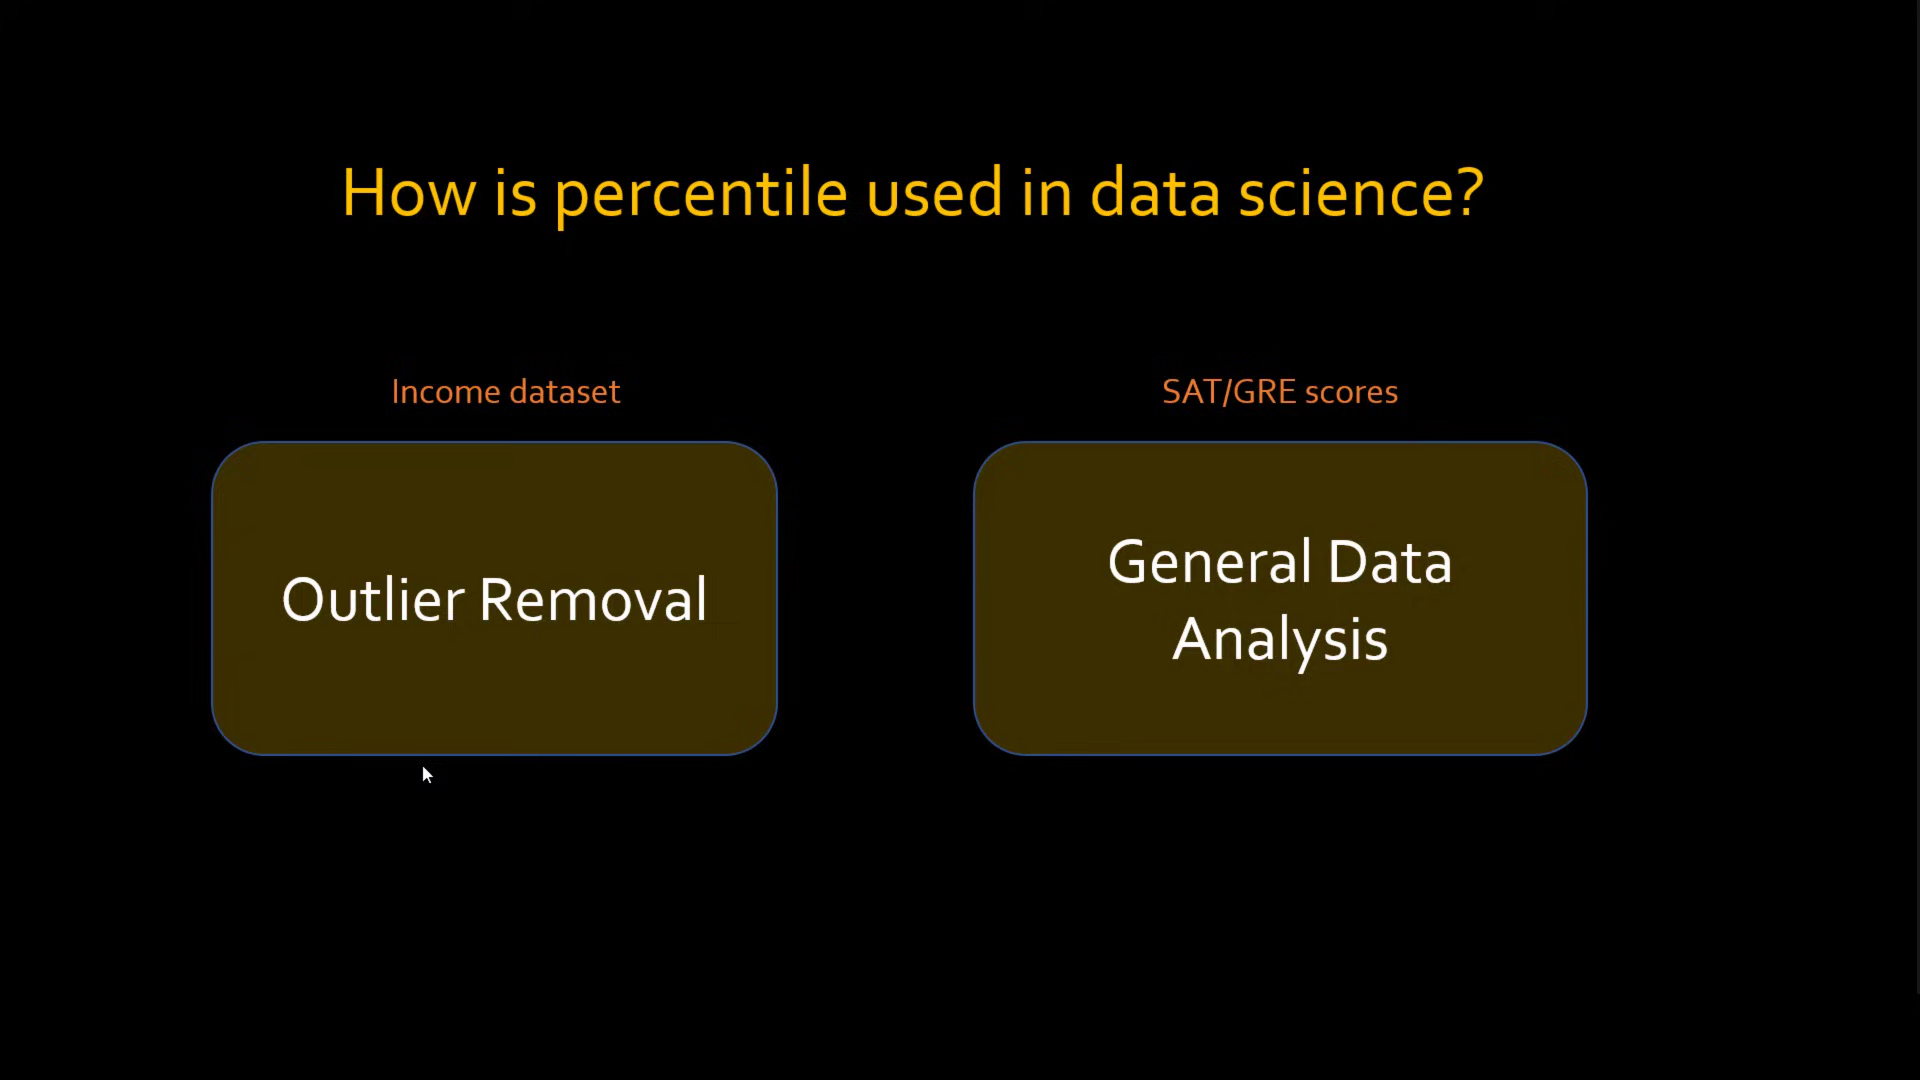 How is percentile used in data science?
Income dataset
Outlier Removal
SAT/GRE scores
General Data
Analysis